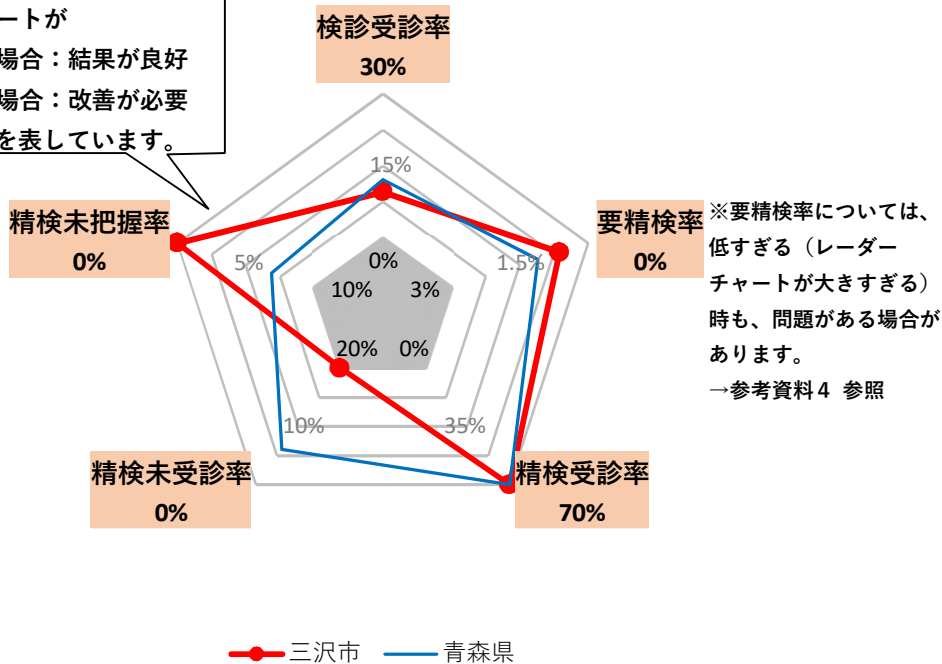 ートが
場合：結果が良好
場合：改善が必要
を表しています。
検診受診率
30%
15%
精検未把握率
0%
5%
要精検率
0%
1.5%
※要精検率については、
低すぎる（レーダー
チャートが大きすぎる）
時も、問題がある場合が
あります。
→参考資料４ 参照
0%
10%
3%
20%
0%
10%
35%
精検未受診率
0%
精検受診率
70%
三沢市
青森県